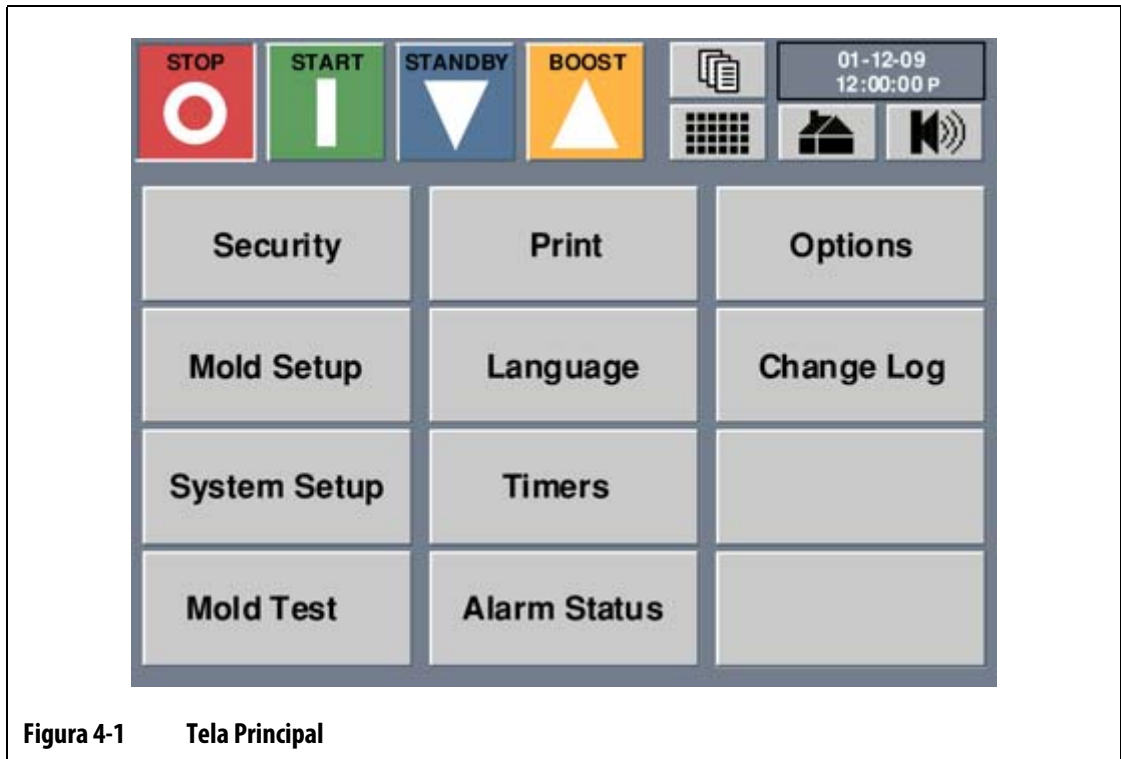 STOP START STANDBY BOOST
01-12-09
12:00:00 P
Security Print Options
Mold Setup Language Change Log
System Setup Timers
Mold Test Alarm Status
Figura 4-1 Tela Principal